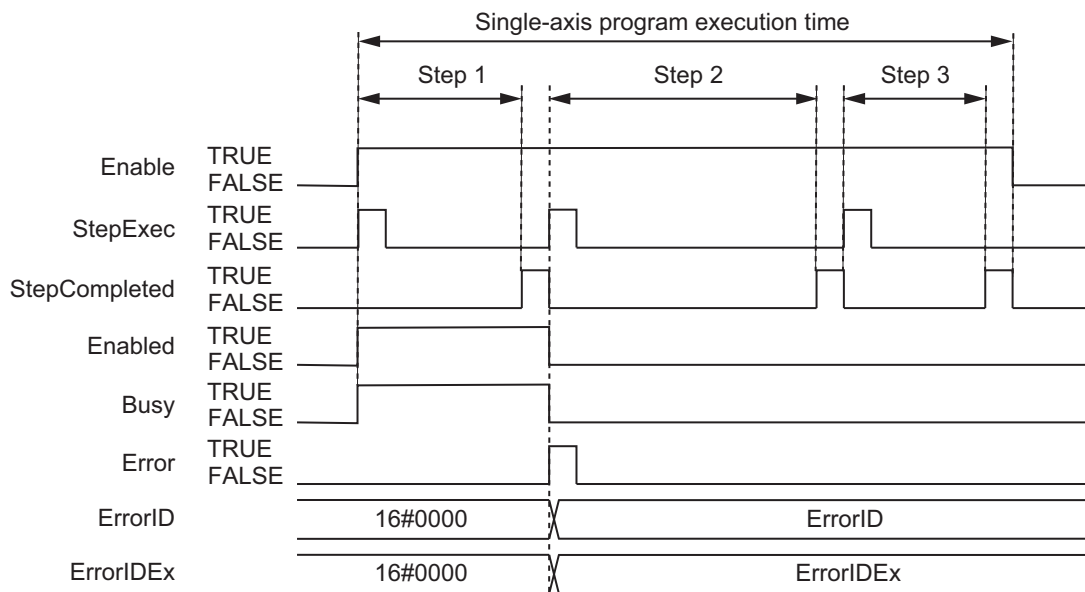 Single-axis program execution time
Step 1 Step 2 Step 3
Enable TRUE
FALSE
StepExec TRUE
FALSE
StepCompleted TRUE
FALSE
Enabled TRUE
FALSE
Busy TRUE
FALSE
Error TRUE
FALSE
ErrorID 16#0000 ErrorID
ErrorIDEx 16#0000 ErrorIDEx